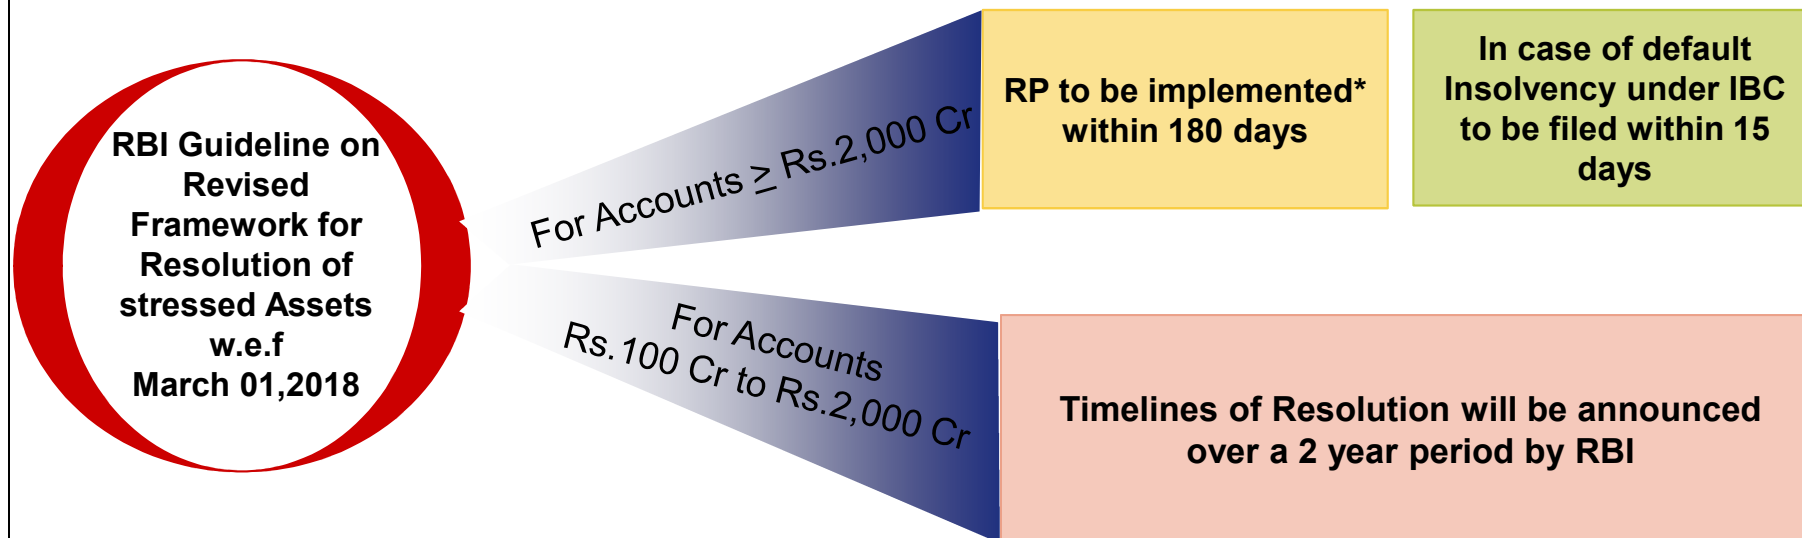 RBI Guideline on
Revised
Framework for
Resolution of
stressed Assets
w.e.f
March 01,2018
For Accounts ≥ Rs.2,000 Cr
RP to be implemented*
within 180 days
In case of default
Insolvency under IBC
to be filed within 15
days
For Accounts
Rs.100 Cr to Rs.2,000 Cr
Timelines of Resolution will be announced
over a 2 year period by RBI